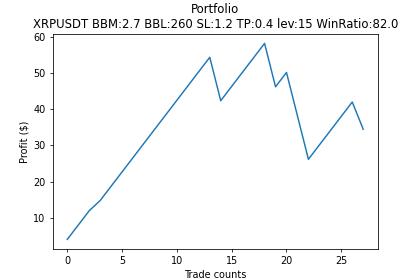 Portfolio
XRPUSDT BBM:2.7 BBL:260 SL:1.2 TP:0.4 lev:15 WinRatio:82.0
60
50
40
30
20
10
Profit ($)
0 5 10 15 20 25
Trade counts